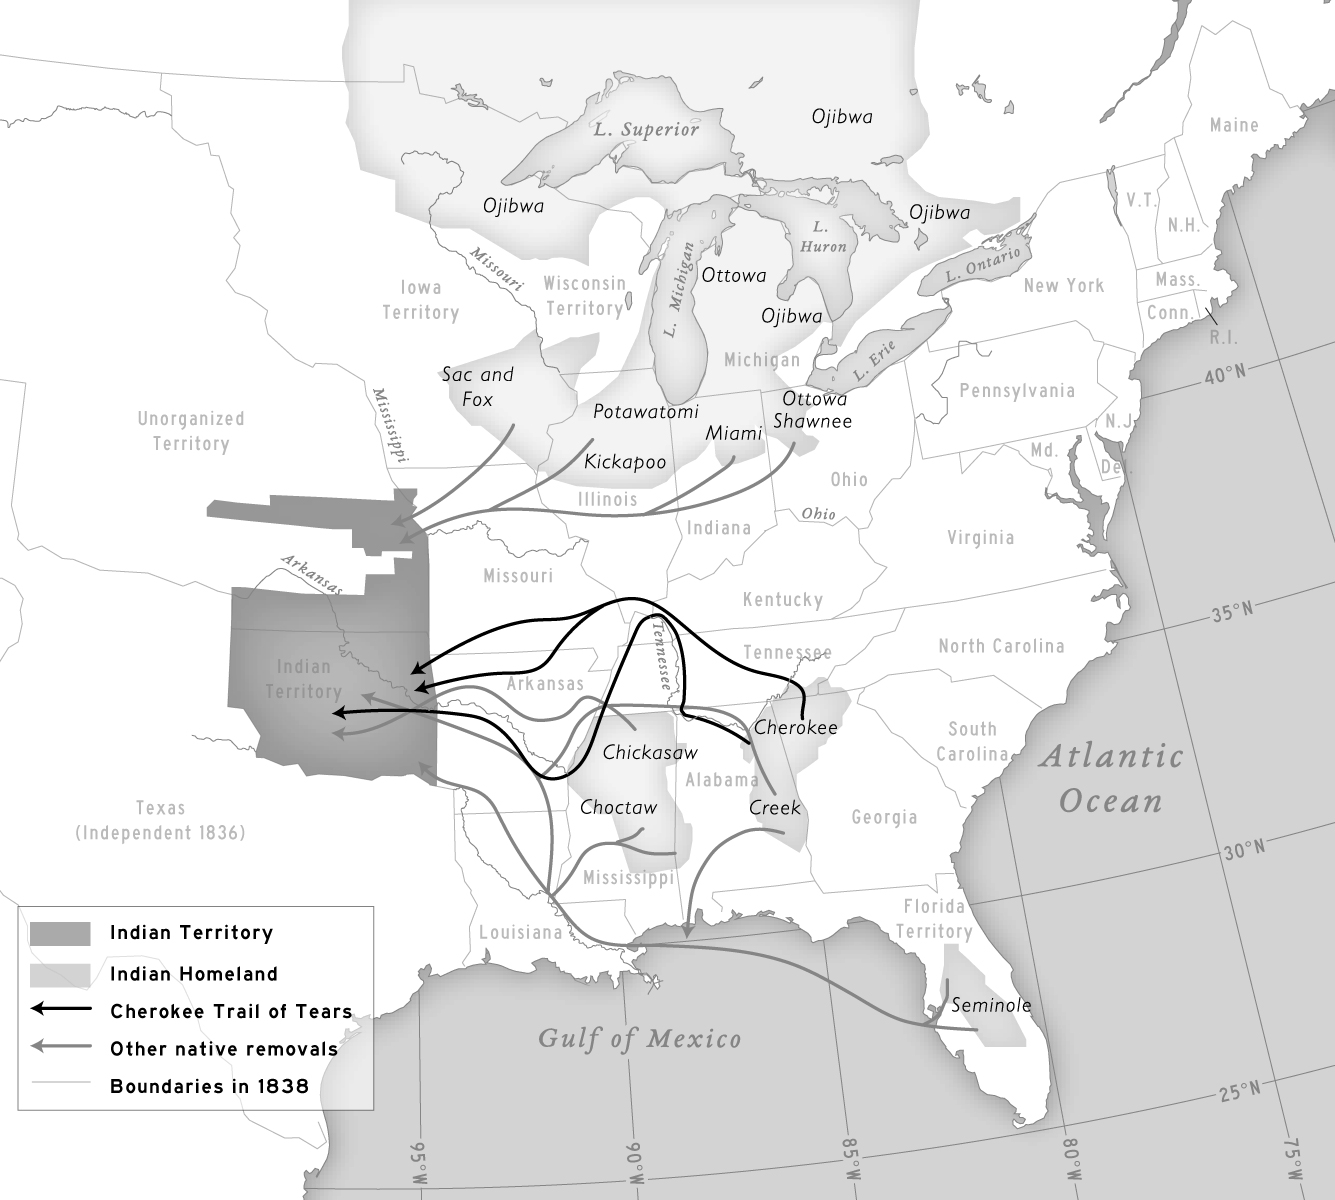 Ojibwa
L. Superior
Maine
Ojibwa
Ojibwa
V.T.
N.H.
L.
Huron
Missouri
L. Michigan
Ottowa
L. Ontario
Iowa
Territory
Wisconsin
Territory
New York
Mass.
Conn.
R.I.
Ojibwa
Michigan
L. Erie
40°N
Sac and
Fox
Potawatomi
Ottowa
Shawnee
Pennsylvania
N.J.
Unorganized
Territory
Mississippi
Miami
Kickapoo
Md.
Del.
Illinois
Ohio
Indiana
Ohio
Virginia
Arkansas
Missouri
Kentucky
35°N
Tennessee
Tennessee
North Carolina
Indian
Territory
Arkansas
Cherokee
South
Carolina
Chickasaw
Alabama
Atlantic
Ocean
Choctaw
Creek
Georgia
Texas
(Independent 1836)
30°N
Mississippi
Louisiana
Florida
Territory
Seminole
Gulf of Mexico
25°N
Indian Territory
Indian Homeland
Cherokee Trail of Tears
Other native removals
Boundaries in 1838
95°W
90°W
85°W
80°W
75°W